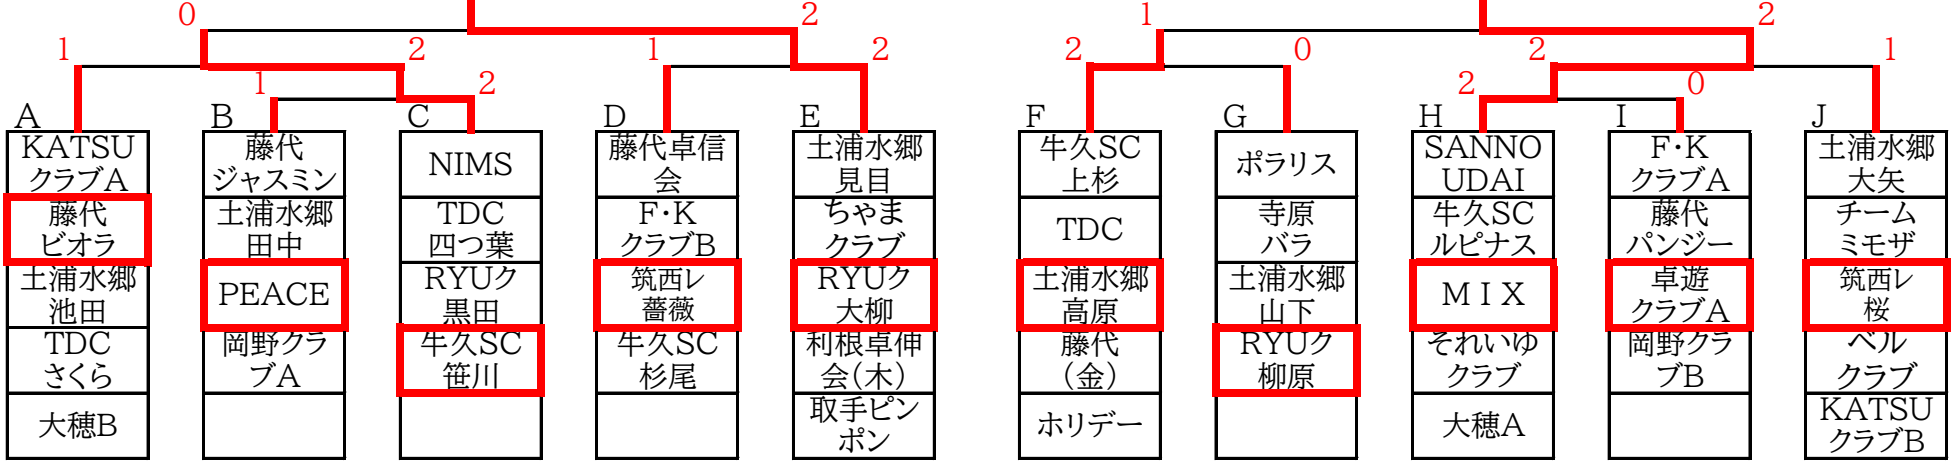 0 2 1 2
1 2 1 2 2 0 2 1
1 2 2 0
A B C D E F G H I J
KATSU
クラブA
藤代
ビオラ
土浦水郷
池田
TDC
さくら
大穂B
藤代
ジャスミン
土浦水郷
田中
PEACE
岡野クラ
ブA
NIMS
TDC
四つ葉
RYUク
黒田
牛久SC
笹川
藤代卓信
会
F・K
クラブB
筑西レ
薔薇
牛久SC
杉尾
土浦水郷
見目
ちゃま
クラブ
RYUク
大柳
利根卓伸
会(木)
取手ピン
ポン
牛久SC
上杉
TDC
土浦水郷
高原
藤代
(金)
ホリデー
ポラリス
寺原
バラ
土浦水郷
山下
RYUク
柳原
SANNO
UDAI
牛久SC
ルピナス
MIX
それいゆ
クラブ
大穂A
F・K
クラブA
藤代
パンジー
卓遊
クラブA
岡野クラ
ブB
土浦水郷
大矢
チーム
ミモザ
筑西レ
桜
ベル
クラブ
KATSU
クラブB